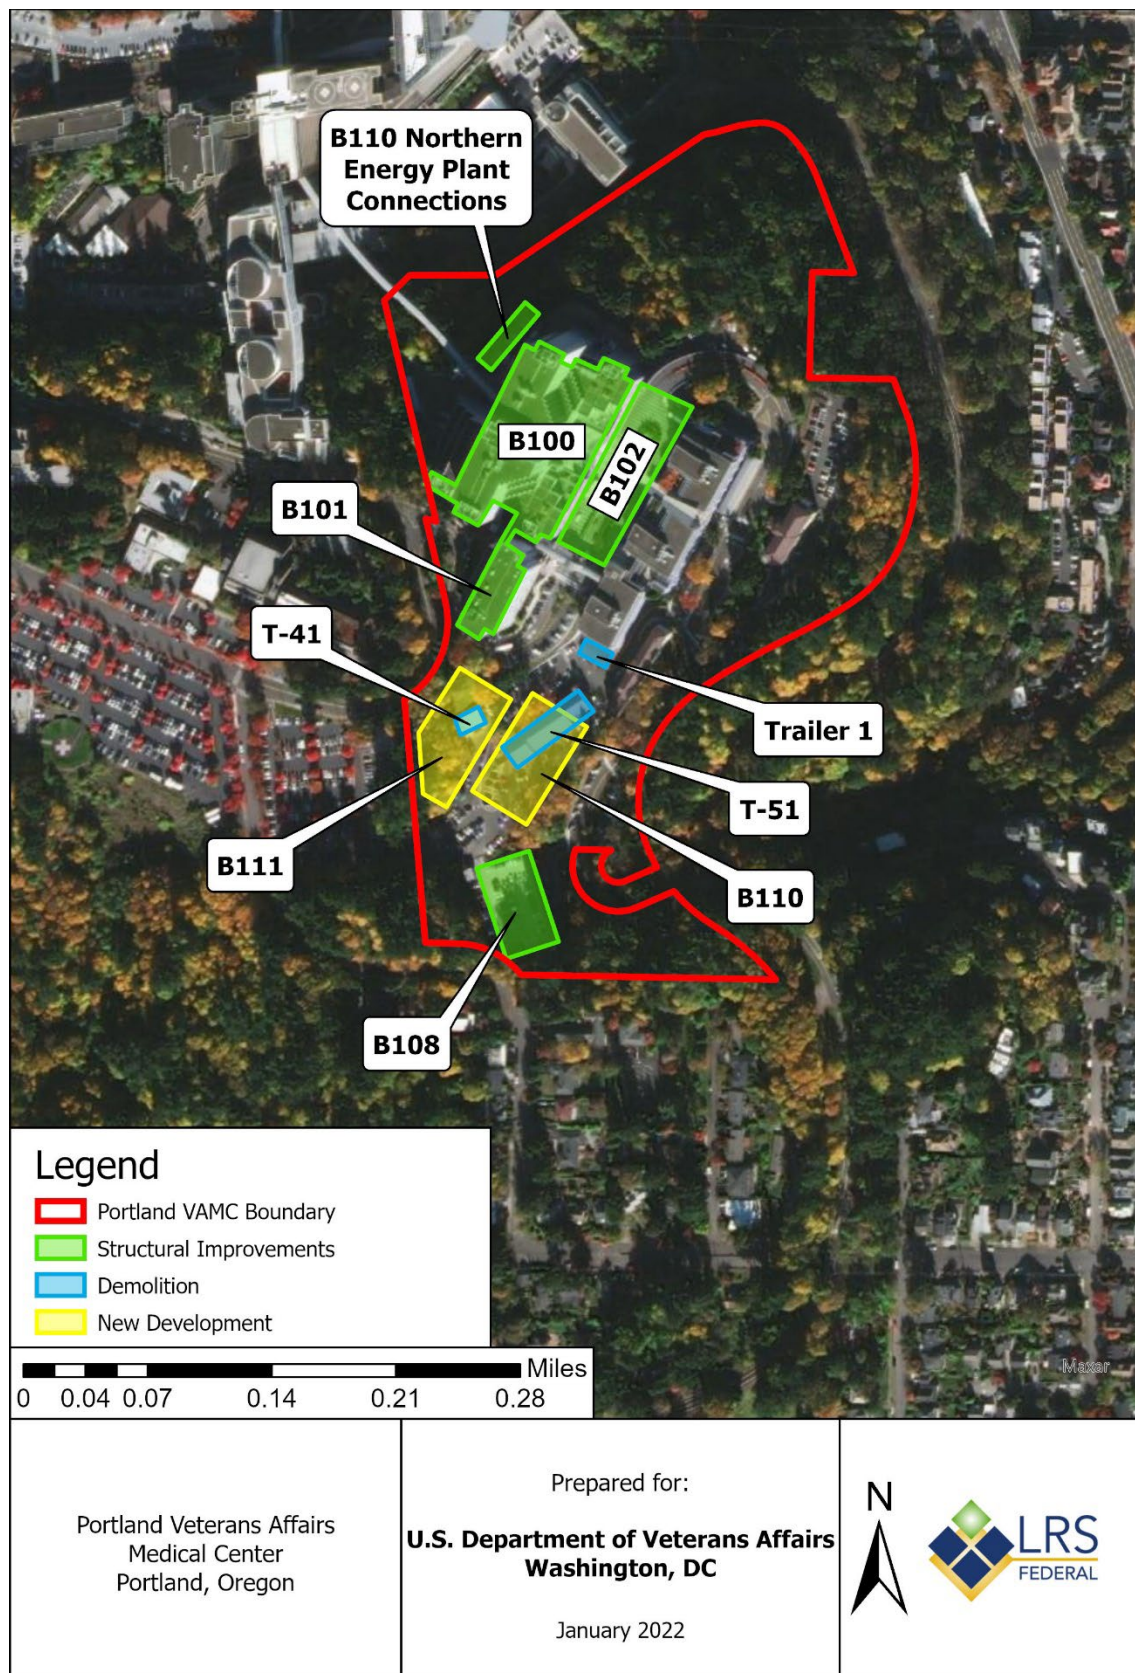 B110 Northern
Energy Plant
Connections
B100
B102
B101
T-41
Trailer 1
T-51
B111
B110
B108
Legend
Portland VAMC Boundary
Structural Improvements
Demolition
New Development
Miles
0 0.04 0.07 0.14 0.21 0.28
Maxar
Portland Veterans Affairs
Medical Center
Portland, Oregon
Prepared for:
U.S. Department of Veterans Affairs
Washington, DC
January 2022
N
LRS
FEDERAL